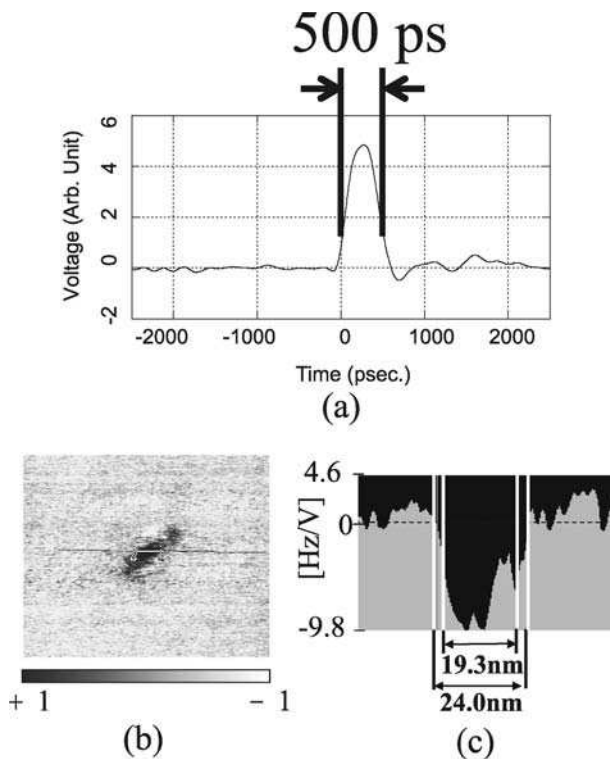 500 ps
Voltage (Arb. Unit)
6
4
2
0
-2
-2000 -1000 0 1000 2000
Time (psec.)
(a)
+ 1 - 1
(b)
4.6
0
-9.8
[Hz/V]
19.3nm
24.0nm
(c)